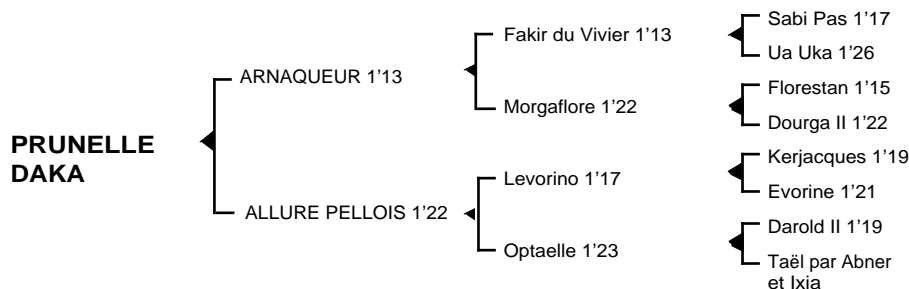 Sabi Pas 1’17
Fakir du Vivier 1’13
Ua Uka 1’26
ARNAQUEUR 1’13
Florestan 1’15
Morgaflore 1’22
Dourga II 1’22
PRUNELLE
DAKA
Kerjacques 1’19
Levorino 1’17
Evorine 1’21
ALLURE PELLOIS 1’22
Darold II 1’19
Optaelle 1’23
Taël par Abner
et Ixia